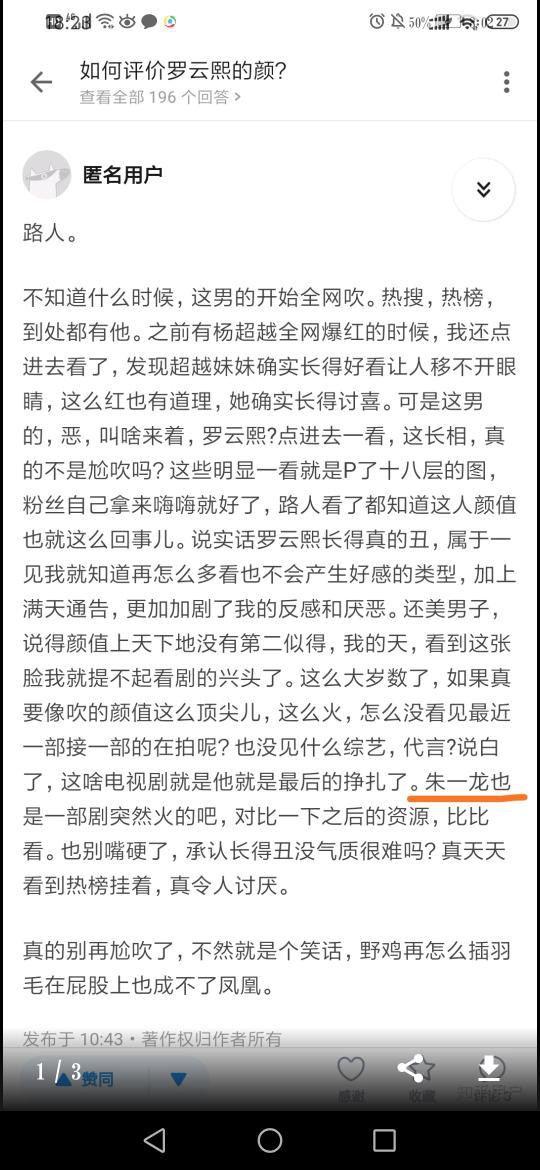 50%
27
如何评价罗云熙的颜?
查看全部 196 个回答 >
匿名用户
路人。
不知道什么时候，这男的开始全网吹。热搜，热榜，
到处都有他。之前有杨超越全网爆红的时候，我还点
进去看了，发现超越妹妹确实长得好看让人移不开眼
睛，这么红也有道理，她确实长得讨喜。可是这男
的，恶，叫啥来着，罗云熙?点进去一看，这长相，真
的不是尬吹吗? 这些明显一看就是P了十八层的图，
粉丝自己拿来嗨嗨就好了，路人看了都知道这人颜值
也就这么回事儿。说实话罗云熙长得真的丑，属于一
见我就知道再怎么多看也不会产生好感的类型，加上
满天通告，更加加剧了我的反感和厌恶。还美男子，
说得颜值上天下地没有第二似得，我的天，看到这张
脸我就提不起看剧的兴头了。这么大岁数了，如果真
要像吹的颜值这么顶尖儿，这么火，怎么没看见最近
一部接一部的在拍呢? 也没见什么综艺，代言?说白
了，这啥电视剧就是他就是最后的挣扎了。朱一龙也
是一部剧突然火的吧，对比一下之后的资源，比比
看。也别嘴硬了，承认长得丑没气质很难吗? 真天天
看到热榜挂着，真令人讨厌。
真的别再尬吹了，不然就是个笑话，野鸡再怎么插羽
毛在屁股上也成不了凤凰。
发布于 10:43 · 著作权归作者所有
1 / 3
赞同
感谢
收藏